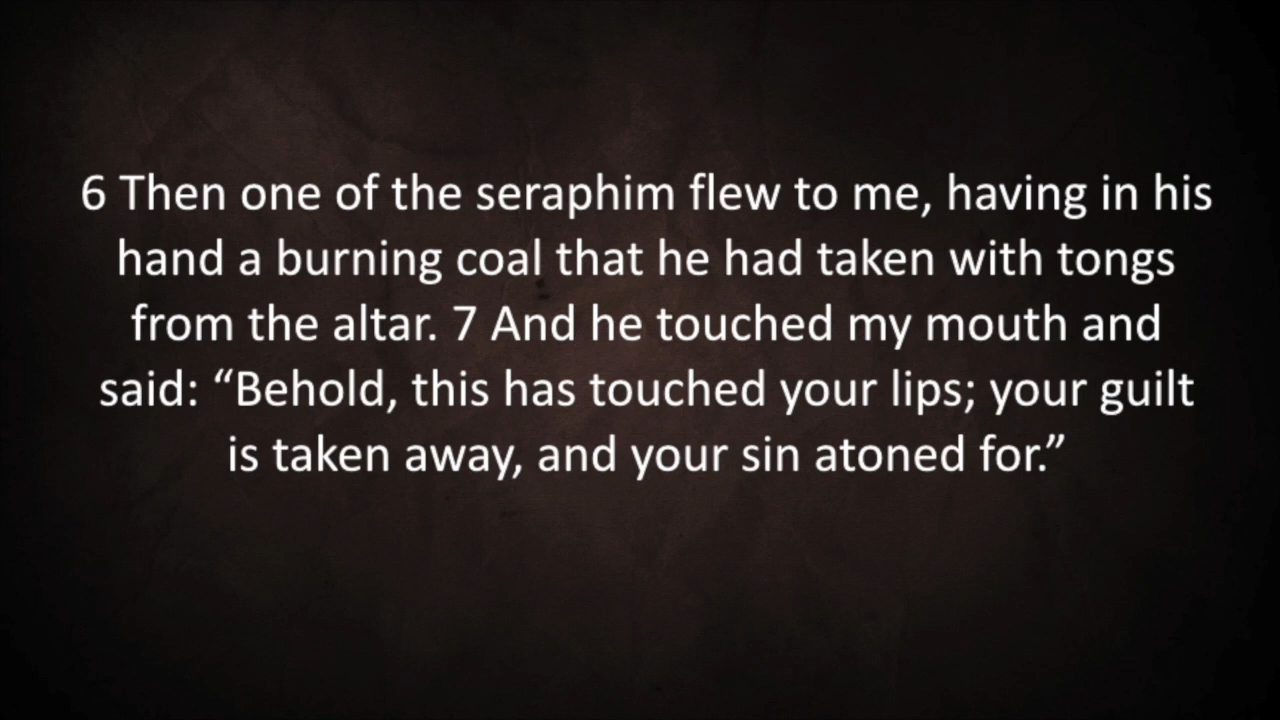 6 Then one of the seraphim flew to me, having in his
hand a burning coal that he had taken with tongs
from the altar. 7 And he touched my mouth and
said: “Behold, this has touched your lips; your guilt
is taken away, and your sin atoned for.”